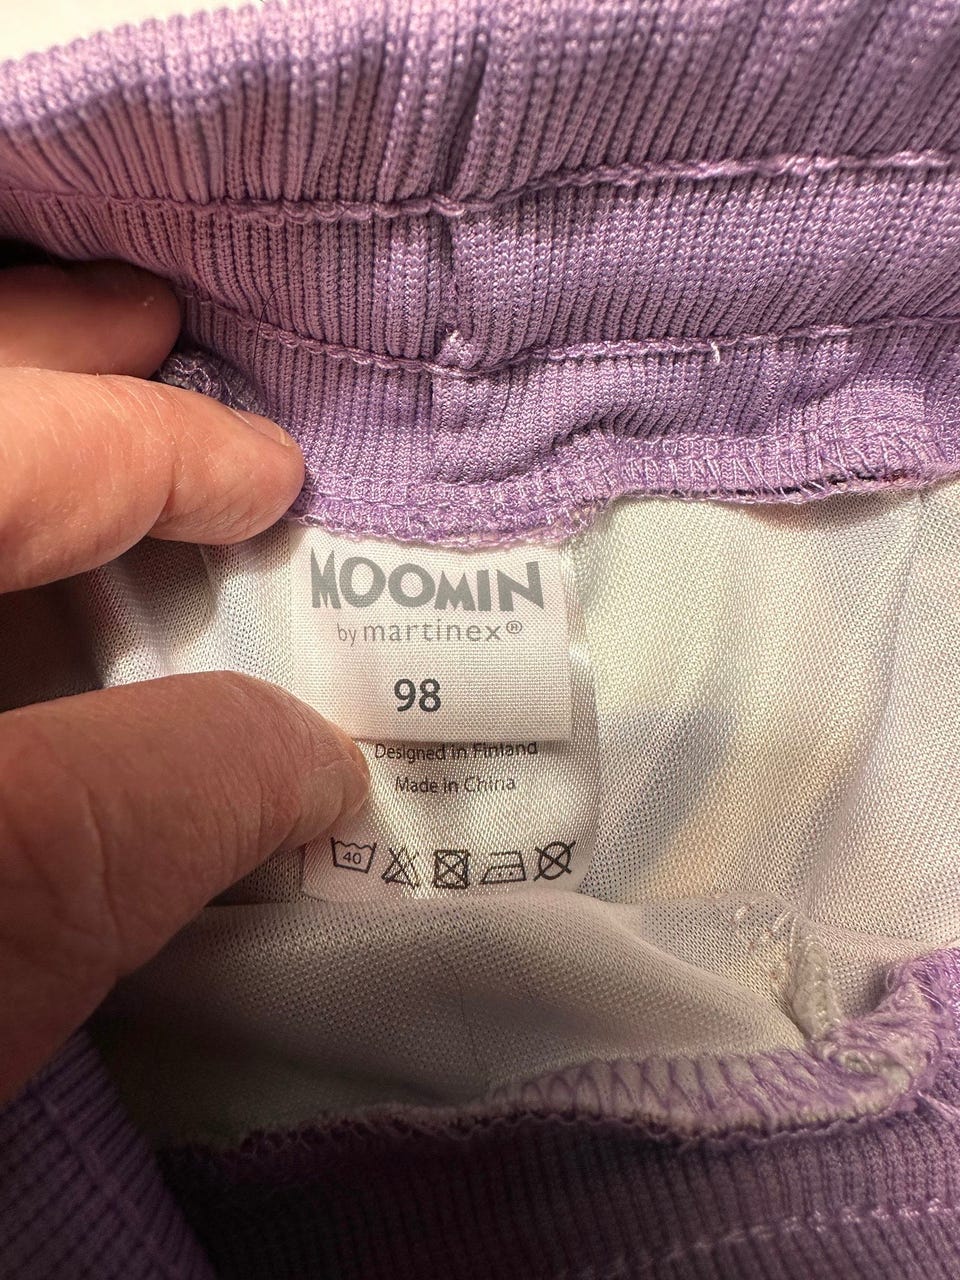 MOOMIN
by martinex®
98
Designed in Finland
Made in China
40